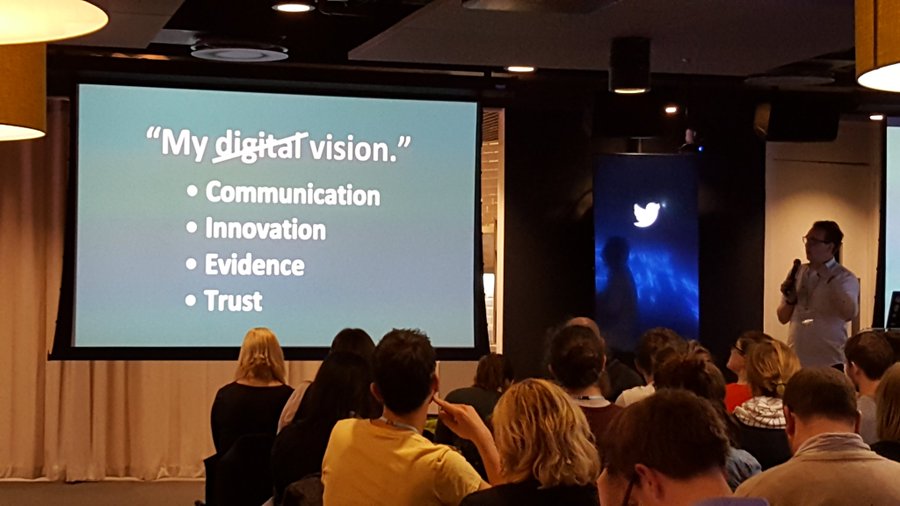 “My digital vision.”
• Communication
• Innovation
• Evidence
• Trust